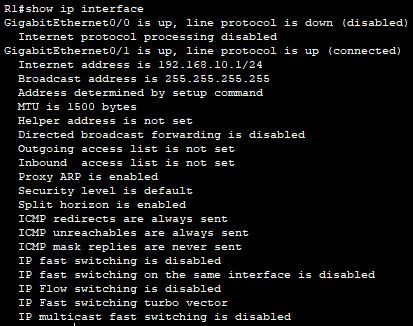 R1#show ip interface
GigabitEthernet0/0 is up, line protocol is down (disabled)
Internet protocol processing disabled
GigabitEthernet0/1 is up, line protocol is up (connected)
Internet address is 192.168.10.1/24
Broadcast address is 255.255.255.255
Address determined by setup command
MTU is 1500 bytes
Helper address is not set
Directed broadcast forwarding is disabled
Outgoing access list is not set
Inbound  access list is not set
Proxy ARP is enabled
Security level is default
Split horizon is enabled
ICMP redirects are always sent
ICMP unreachables are always sent
ICMP mask replies are never sent
IP fast switching is disabled
IP fast switching on the same interface is disabled
IP Flow switching is disabled
IP Fast switching turbo vector
IP multicast fast switching is disabled